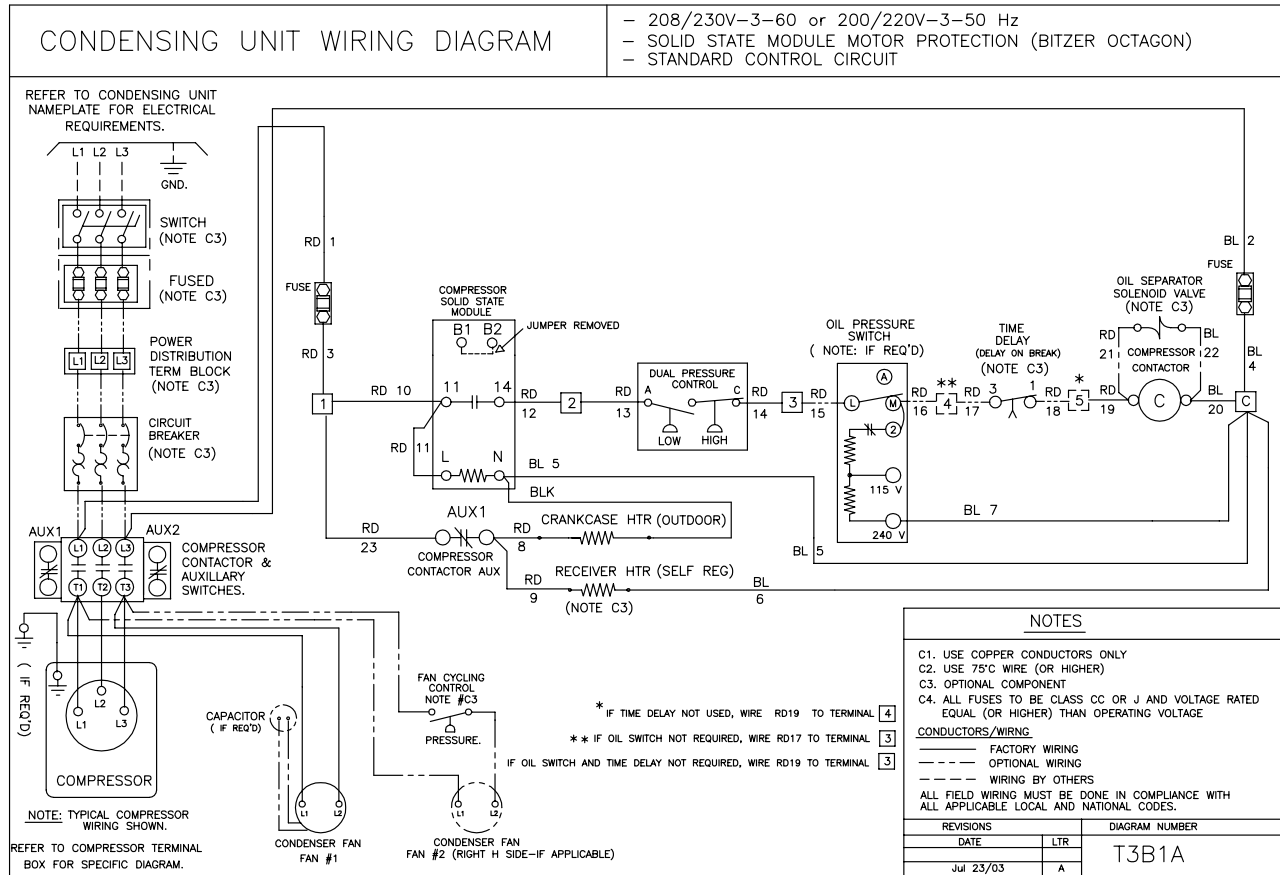 CONDENSING UNIT WIRING DIAGRAM
– 208/230V–3–60 or 200/220V–3–50 Hz
– SOLID STATE MODULE MOTOR PROTECTION (BITZER OCTAGON)
– STANDARD CONTROL CIRCUIT
REFER TO CONDENSING UNIT
NAMEPLATE FOR ELECTRICAL
REQUIREMENTS.
L1 L2 L3
GND.
SWITCH
(NOTE C3)
FUSED
(NOTE C3)
POWER
DISTRIBUTION
TERM BLOCK
(NOTE C3)
L1 L2 L3
CIRCUIT
BREAKER
(NOTE C3)
AUX1
AUX2
L1 L2 L3
T1 T2 T3
COMPRESSOR
CONTACTOR &
AUXILLARY
SWITCHES.
( IF REQ'D)
L1 L2 L3
COMPRESSOR
NOTE: TYPICAL COMPRESSOR
WIRING SHOWN.
REFER TO COMPRESSOR TERMINAL
BOX FOR SPECIFIC DIAGRAM.
RD 1
FUSE
RD 3
1
RD 10
COMPRESSOR
SOLID STATE
MODULE
B1 B2
JUMPER REMOVED
11 14
RD 11
L N
RD
12
2
RD
13
DUAL PRESSURE
CONTROL
A C
LOW HIGH
RD
14
3
RD
15
OIL PRESSURE
SWITCH
( NOTE: IF REQ'D)
A
L M
2
115 V
240 V
RD
16
**
4
RD
17
TIME
DELAY
(DELAY ON BREAK)
(NOTE C3)
3 1
RD
18
*
5
RD
19
OIL SEPARATOR
SOLENOID VALVE
(NOTE C3)
RD
21
BL
22
COMPRESSOR
CONTACTOR
C
BL
20
C
BL 2
FUSE
BL
4
BL 5
BLK
BL 7
BL 5
RD
23
AUX1
COMPRESSOR
CONTACTOR AUX
RD
8
CRANKCASE HTR (OUTDOOR)
RD
9
RECEIVER HTR (SELF REG)
(NOTE C3)
BL
6
CAPACITOR
( IF REQ'D)
L1 L2
CONDENSER FAN
FAN #1
FAN CYCLING
CONTROL
NOTE #C3
PRESSURE.
L1 L2
CONDENSER FAN
FAN #2 (RIGHT H SIDE–IF APPLICABLE)
* IF TIME DELAY NOT USED, WIRE RD19 TO TERMINAL 4
** IF OIL SWITCH NOT REQUIRED, WIRE RD17 TO TERMINAL 3
IF OIL SWITCH AND TIME DELAY NOT REQUIRED, WIRE RD19 TO TERMINAL 3
NOTES
C1. USE COPPER CONDUCTORS ONLY
C2. USE 75°C WIRE (OR HIGHER)
C3. OPTIONAL COMPONENT
C4. ALL FUSES TO BE CLASS CC OR J AND VOLTAGE RATED
EQUAL (OR HIGHER) THAN OPERATING VOLTAGE
CONDUCTORS/WIRNG
FACTORY WIRING
OPTIONAL WIRING
WIRING BY OTHERS
ALL FIELD WIRING MUST BE DONE IN COMPLIANCE WITH
ALL APPLICABLE LOCAL AND NATIONAL CODES.
REVISIONS
DIAGRAM NUMBER
DATE LTR
Jul 23/03 A
T3B1A